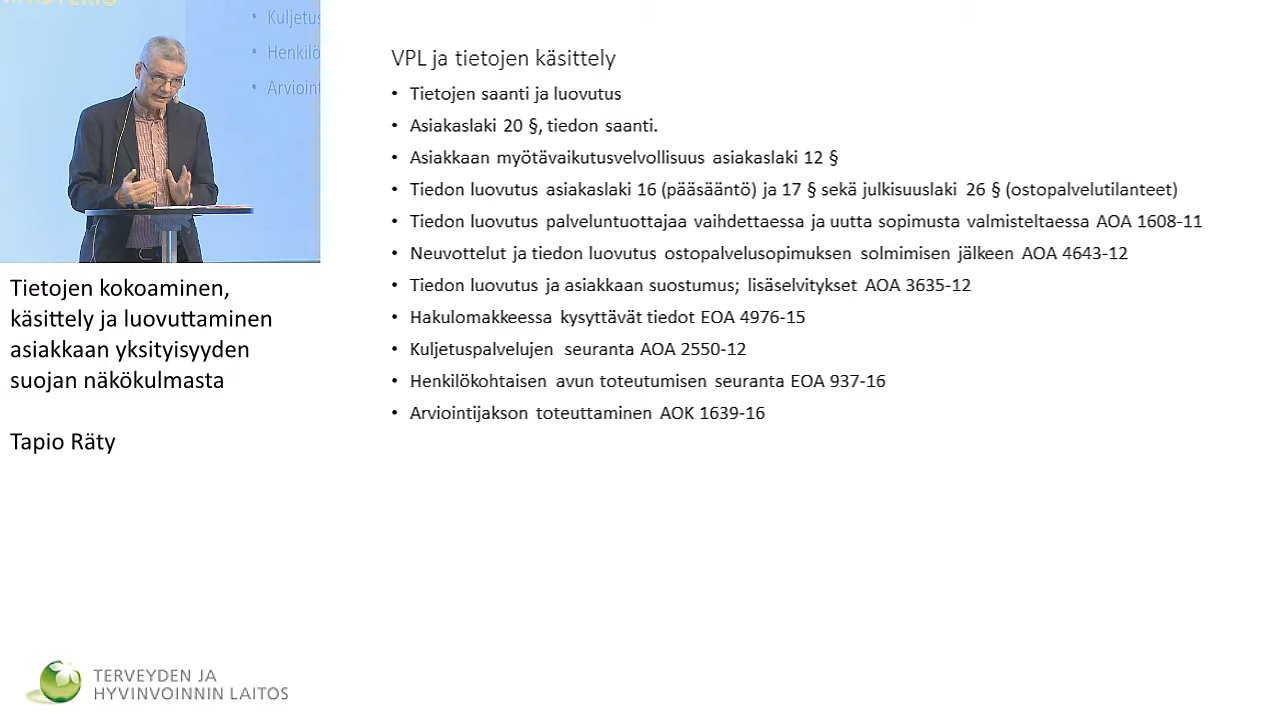 Kuljetus
• Henkilö
• Arvioint
VPL ja tietojen käsittely
• Tietojen saanti ja luovutus
• Asiakaslaki 20 §, tiedon saanti.
• Asiakkaan myötävaikutusvelvollisuus asiakaslaki 12 §
• Tiedon luovutus asiakaslaki 16 (pääsääntö) ja 17 § sekä julkisuuslaki 26 § (ostopalvelutilanteet)
• Tiedon luovutus palveluntuottajaa vaihdettaessa ja uutta sopimusta valmisteltaessa AOA 1608-11
• Neuvottelut ja tiedon luovutus ostopalvelusopimuksen solmimisen jälkeen AOA 4643-12
• Tiedon luovutus ja asiakkaan suostumus; lisäselvitykset AOA 3635-12
• Hakulomakkeessa kysyttävät tiedot EOA 4976-15
• Kuljetuspalvelujen seuranta AOA 2550-12
• Henkilökohtaisen avun toteutumisen seuranta EOA 937-16
• Arviointijakson toteuttaminen AOK 1639-16
Tietojen kokoaminen,
käsittely ja luovuttaminen
asiakkaan yksityisyyden
suojan näkökulmasta
Tapio Räty
TERVEYDEN JA
HYVINVOINNIN LAITOS